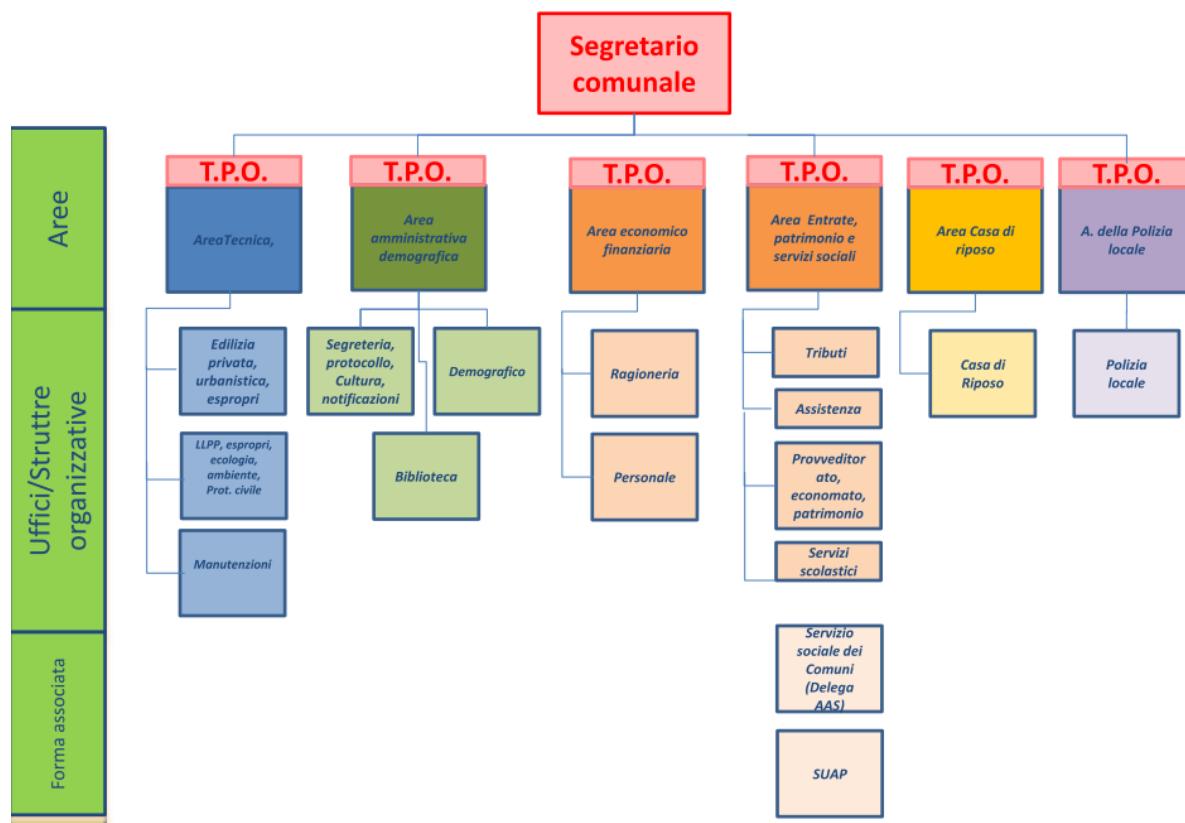 Segretario
comunale
T.P.O.
T.P.O.
T.P.O.
T.P.O.
T.P.O.
T.P.O.
Aree
AreaTecnica,
Area
amministrativa
demografica
Area economico
finanziaria
Area Entrate,
patrimonio e
servizi sociali
Area Casa di
riposo
A. della Polizia
locale
Uffici/Struttre
organizzative
Edilizia
privata,
urbanistica,
espropri
Segreteria,
protocollo,
Cultura,
notificazioni
Demografico
Ragioneria
Tributi
Casa di
Riposo
Polizia
locale
Assistenza
LLPP, espropri,
ecologia,
ambiente,
Prot. civile
Biblioteca
Personale
Provveditor
ato,
economato,
patrimonio
Manutenzioni
Servizi
scolastici
Forma associata
Servizio
sociale dei
Comuni
(Delega
AAS)
SUAP